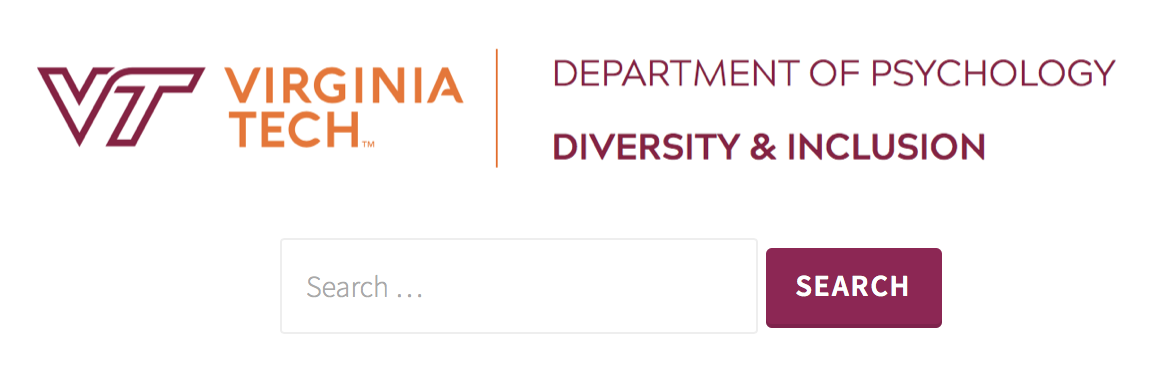 VT VIRGINIA TECH™
DEPARTMENT OF PSYCHOLOGY
DIVERSITY & INCLUSION
Search …
SEARCH